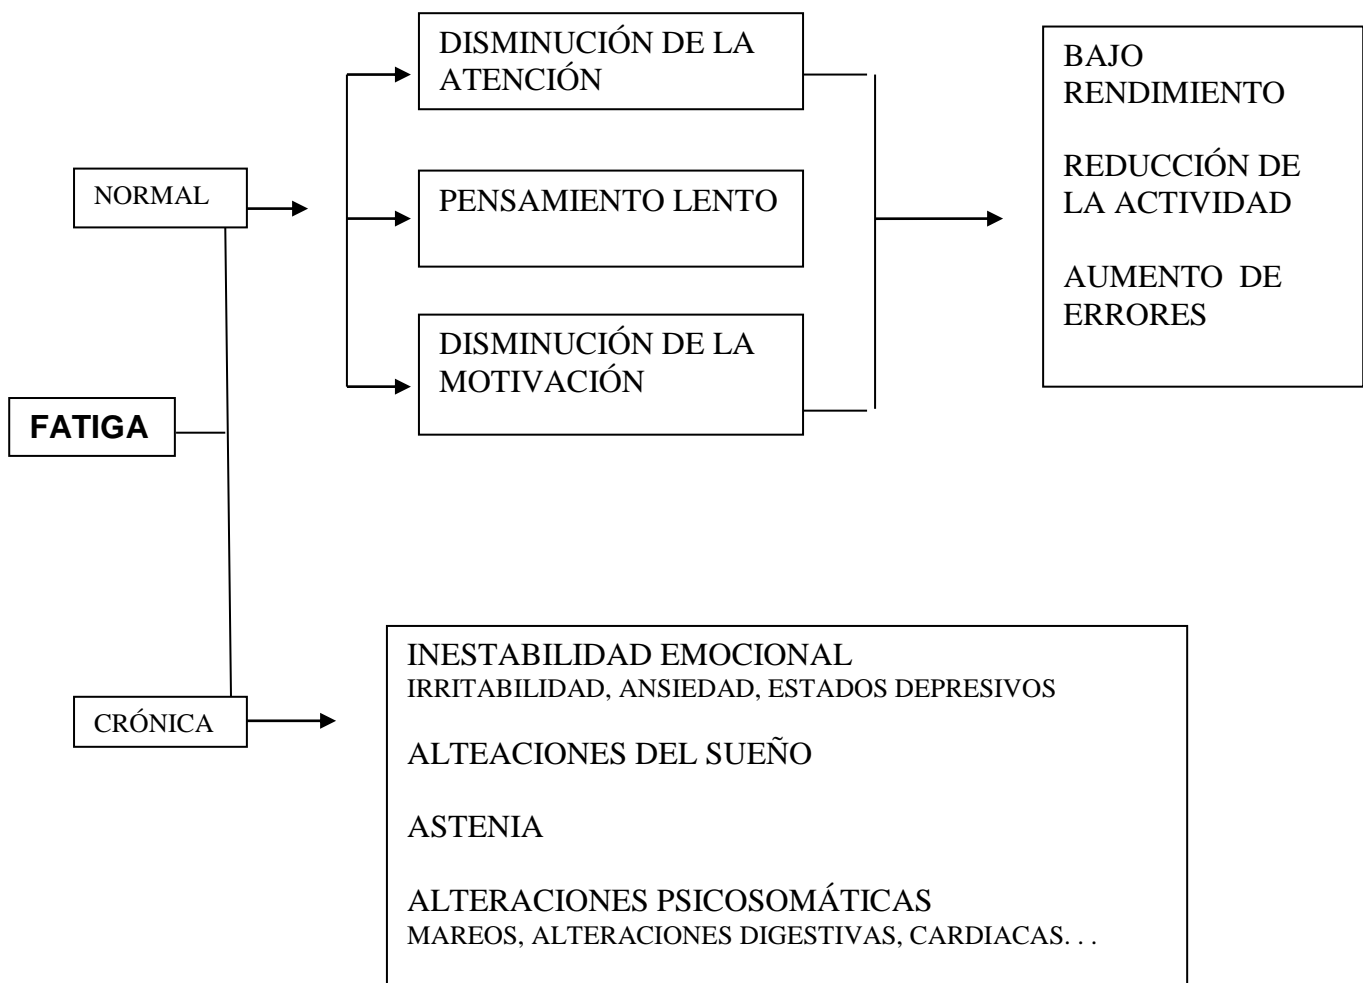 DISMINUCIÓN DE LA
ATENCIÓN
BAJO
RENDIMIENTO
REDUCCIÓN DE
LA ACTIVIDAD
AUMENTO  DE
ERRORES
NORMAL
PENSAMIENTO LENTO
DISMINUCIÓN DE LA
MOTIVACIÓN
FATIGA
CRÓNICA
INESTABILIDAD EMOCIONAL
IRRITABILIDAD, ANSIEDAD, ESTADOS DEPRESIVOS
ALTEACIONES DEL SUEÑO
ASTENIA
ALTERACIONES PSICOSOMÁTICAS
MAREOS, ALTERACIONES DIGESTIVAS, CARDIACAS. . .